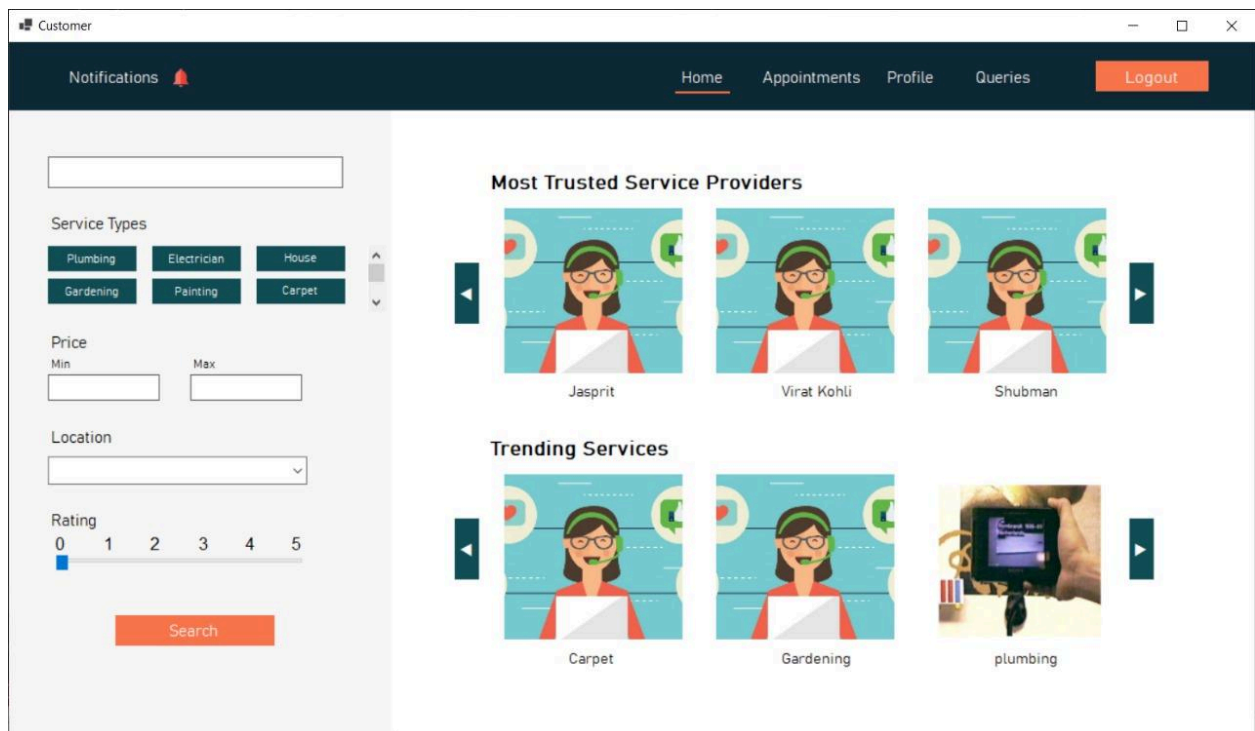 Customer
Notifications Home Appointments Profile Queries Logout
Service Types
Plumbing Electrician House
Gardening Painting Carpet
Price
Min Max
Location
Rating
0 1 2 3 4 5
Search
Most Trusted Service Providers
Jasprit Virat Kohli Shubman
Trending Services
Carpet Gardening plumbing